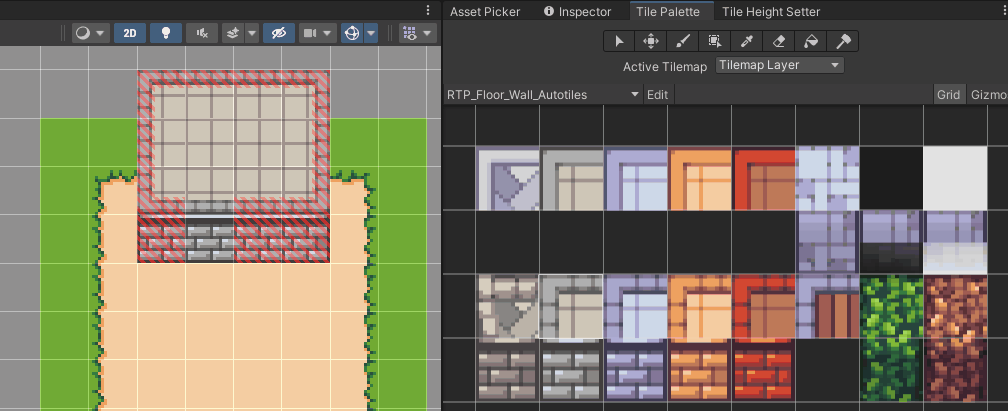 Asset Picker Inspector Tile Palette Tile Height Setter
2D
Active Tilemap Tilemap Layer
RTP_Floor_Wall_Autotiles Edit Grid Gizmo